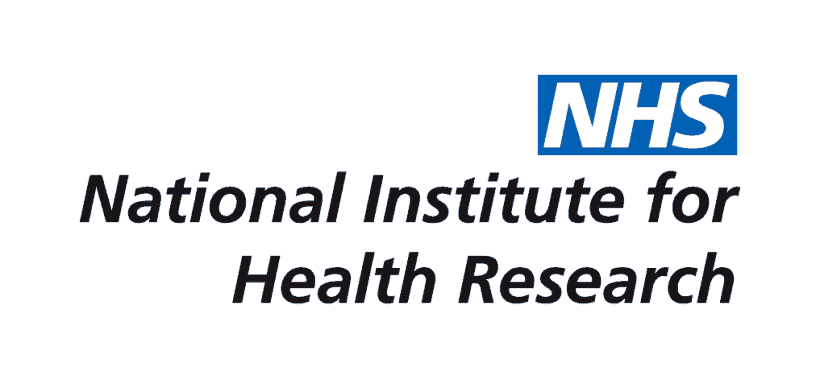 NHS
National Institute for
Health Research